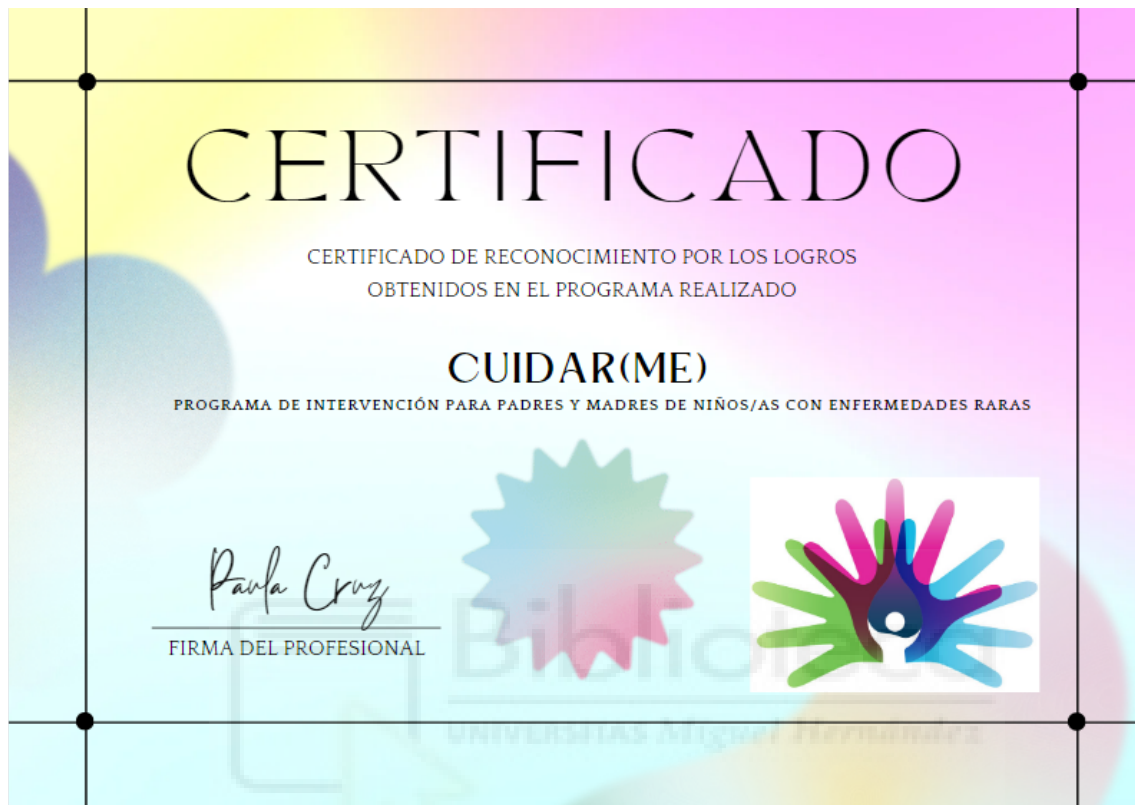 CERTIFICADO
CERTIFICADO DE RECONOCIMIENTO POR LOS LOGROS
OBTENIDOS EN EL PROGRAMA REALIZADO
CUIDAR(ME)
PROGRAMA DE INTERVENCIÓN PARA PADRES Y MADRES DE NIÑOS/AS CON ENFERMEDADES RARAS
Paula Cruz
FIRMA DEL PROFESIONAL
Biblioteca
UNIVERSITAS Miguel Hernández